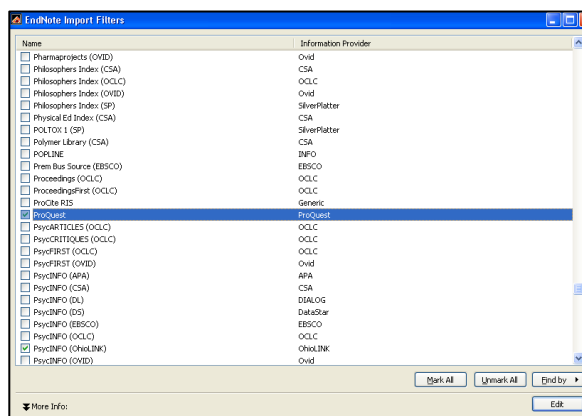 EndNote Import Filters
Name Information Provider
Pharmaprojects (OVID) Ovid
Philosophers Index (CSA) CSA
Philosophers Index (OCLC) OCLC
Philosophers Index (OVID) Ovid
Philosophers Index (SP) SilverPlatter
Physical Ed Index (CSA) CSA
POLTOX 1 (SP) SilverPlatter
Polymer Library (CSA) CSA
POPLINE INFO
Prem Bus Source (EBSCO) EBSCO
Proceedings (OCLC) OCLC
ProceedingsFirst (OCLC) OCLC
ProCite RIS Generic
ProQuest ProQuest
PsycARTICLES (OCLC) OCLC
PsycCRITIQUES (OCLC) OCLC
PsycFIRST (OCLC) OCLC
PsycFIRST (OVID) Ovid
PsycINFO (APA) APA
PsycINFO (CSA) CSA
PsycINFO (DL) DIALOG
PsycINFO (DS) DataStar
PsycINFO (EBSCO) EBSCO
PsycINFO (OCLC) OCLC
PsycINFO (OhioLINK) OhioLINK
PsycINFO (OVID) Ovid
Mark All Unmark All Find by
More Info: Edit